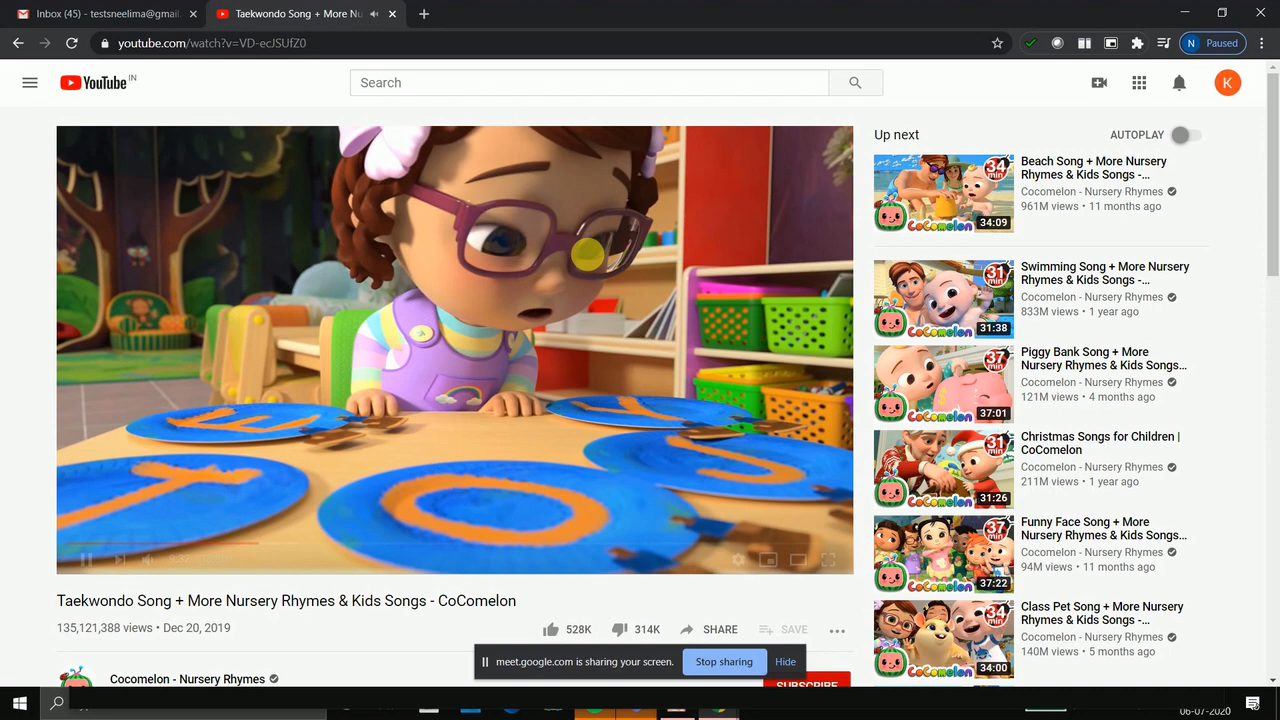 Inbox (45) - testsneelima@gmail.
Taekwondo Song + More Nu
youtube.com/watch?v=VD-ecJSUfZ0
N Paused
YouTube IN
Search
K
Up next
AUTOPLAY
34 min
CoComeLon
34:09
Beach Song + More Nursery
Rhymes & Kids Songs -...
Cocomelon - Nursery Rhymes
961M views • 11 months ago
31 min
CoComeLon
31:38
Swimming Song + More Nursery
Rhymes & Kids Songs -...
Cocomelon - Nursery Rhymes
833M views • 1 year ago
37 min
CoComeLon
37:01
Piggy Bank Song + More
Nursery Rhymes & Kids Songs...
Cocomelon - Nursery Rhymes
121M views • 4 months ago
31 min
CoComeLon
31:26
Christmas Songs for Children |
CoComelon
Cocomelon - Nursery Rhymes
211M views • 1 year ago
37 min
CoComeLon
37:22
Funny Face Song + More
Nursery Rhymes & Kids Songs...
Cocomelon - Nursery Rhymes
94M views • 11 months ago
34 min
CoComeLon
34:00
Class Pet Song + More Nursery
Rhymes & Kids Songs -...
Cocomelon - Nursery Rhymes
140M views • 5 months ago
Taekwondo Song + More Nursery Rhymes & Kids Songs - CoComelon
135,121,388 views • Dec 20, 2019
528K
314K
SHARE
SAVE
meet.google.com is sharing your screen.
Stop sharing
Hide
Cocomelon - Nursery Rhymes
SUBSCRIBE
06-07-2020